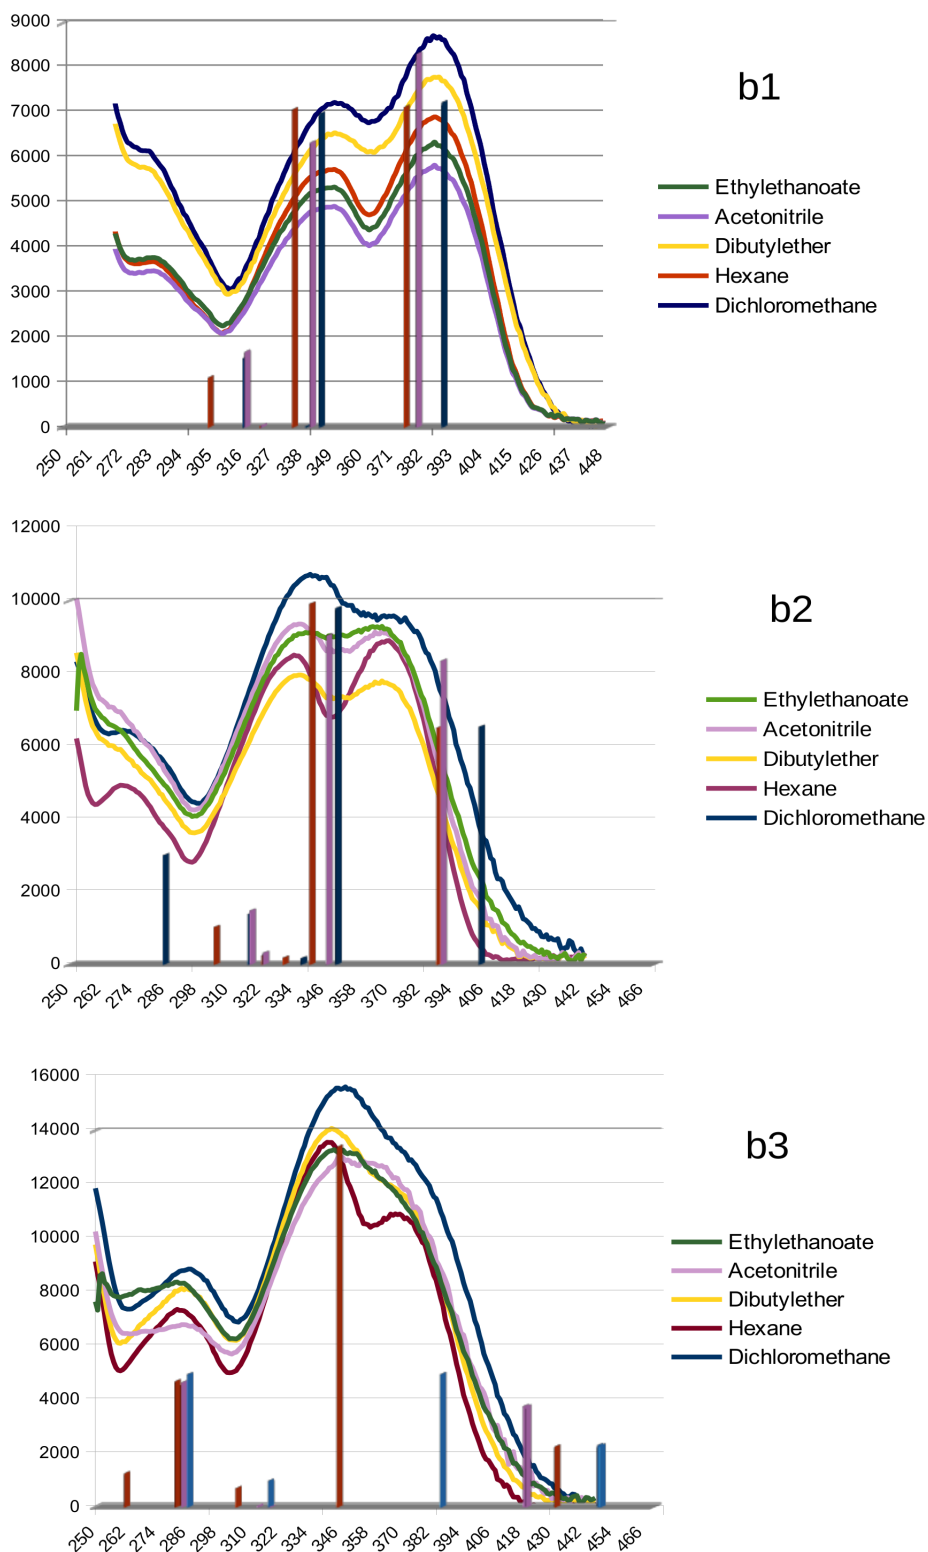 9000
8000
7000
6000
5000
4000
3000
2000
1000
0
250 261 272 283 294 305 316 327 338 349 360 371 382 393 404 415 426 437 448
b1
Ethylethanoate
Acetonitrile
Dibutylether
Hexane
Dichloromethane
12000
10000
8000
6000
4000
2000
0
250 262 274 286 298 310 322 334 346 358 370 382 394 406 418 430 442 454 466
b2
Ethylethanoate
Acetonitrile
Dibutylether
Hexane
Dichloromethane
16000
14000
12000
10000
8000
6000
4000
2000
0
250 262 274 286 298 310 322 334 346 358 370 382 394 406 418 430 442 454 466
b3
Ethylethanoate
Acetonitrile
Dibutylether
Hexane
Dichloromethane